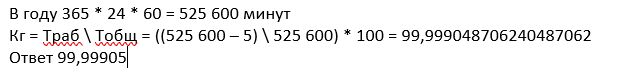 В году 365 * 24 * 60 = 525 600 минут
Кг = Траб \ Тобщ = ((525 600 – 5) \ 525 600) * 100 = 99,999048706240487062
Ответ 99,99905